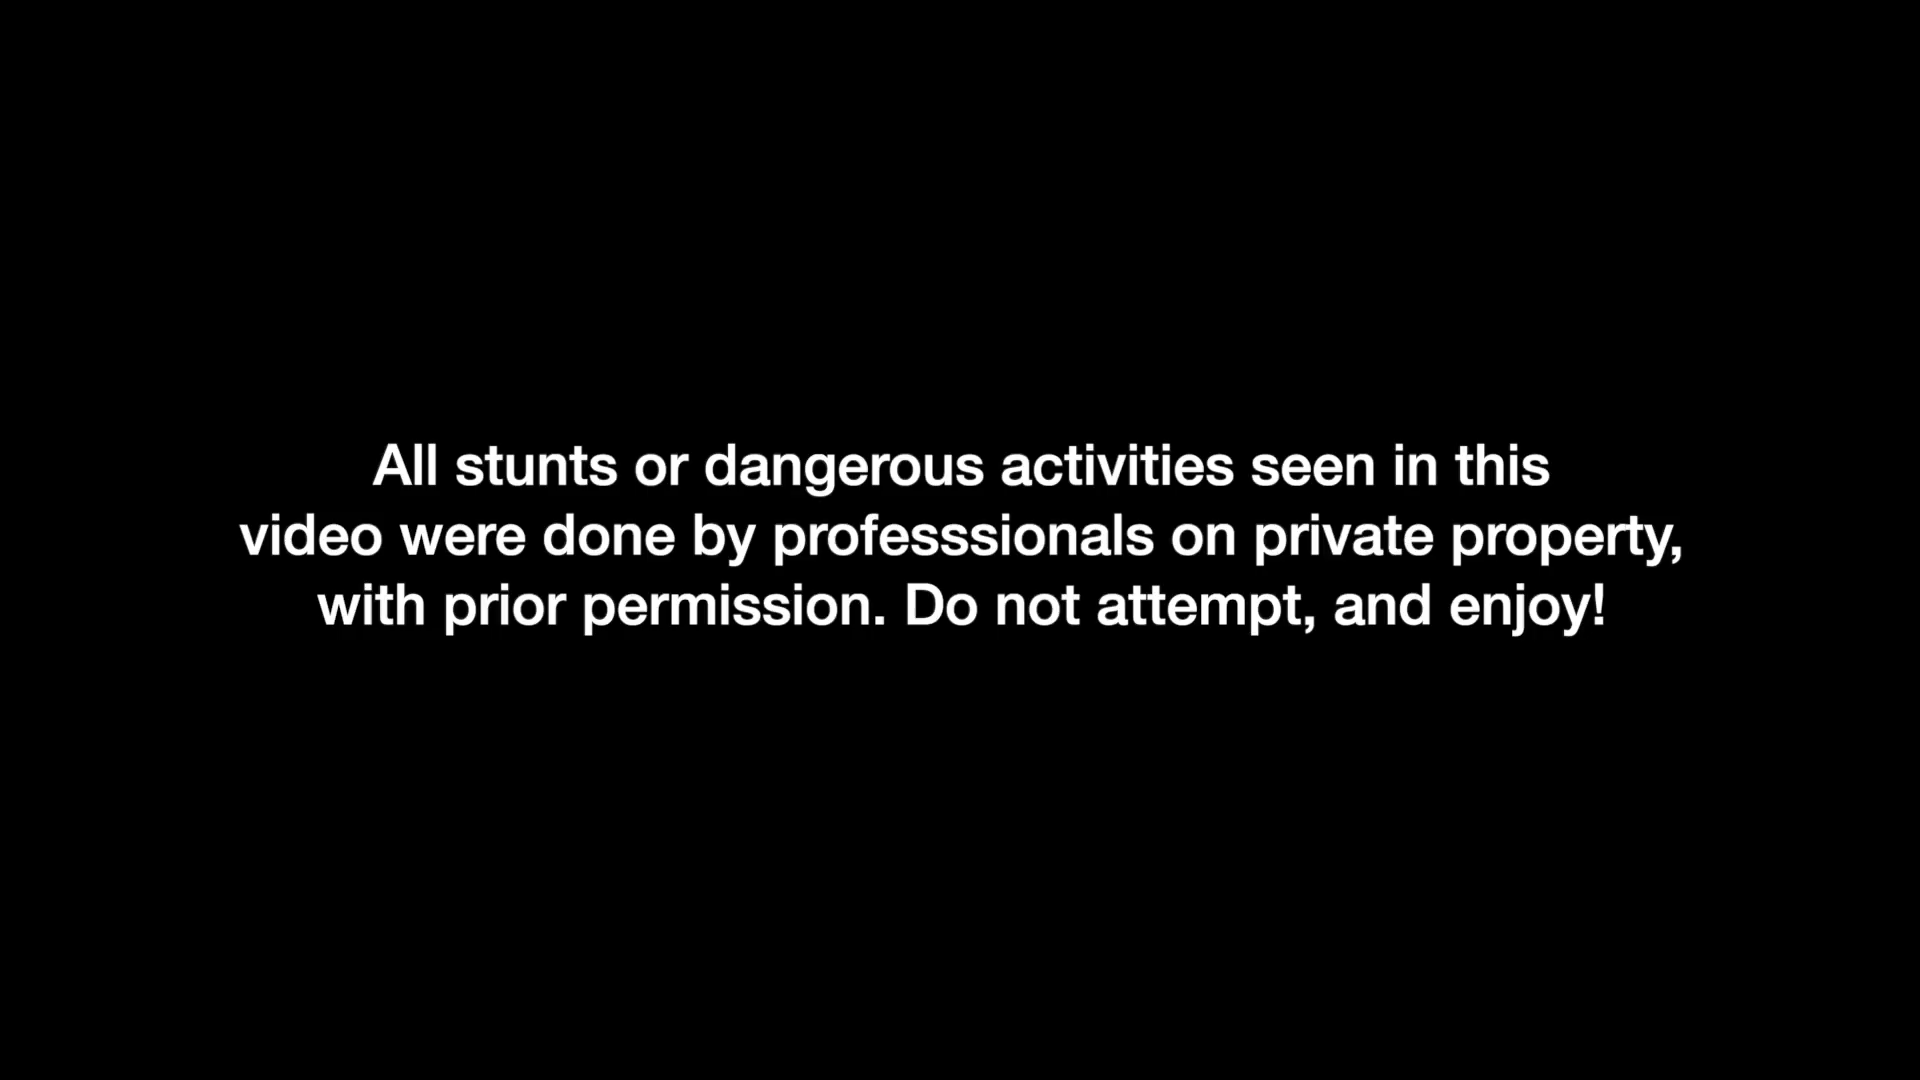 All stunts or dangerous activities seen in this
video were done by professsionals on private property,
with prior permission. Do not attempt, and enjoy!